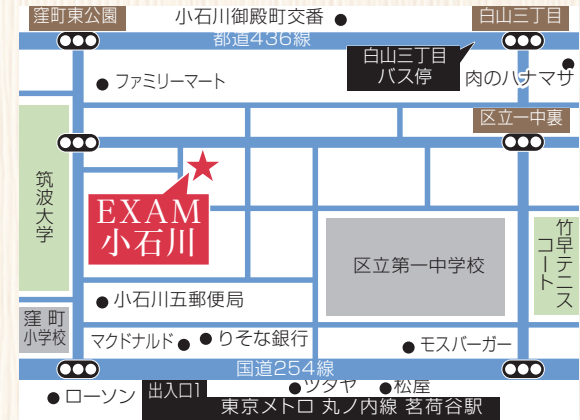 窪町東公園
小石川御殿町交番
白山三丁目
都道436線
白山三丁目
バス停
肉のハナマサ
ファミリーマート
区立一中裏
筑波大学
EXAM
小石川
区立第一中学校
竹早テニス
コート
小石川五郵便局
窪町
小学校
マクドナルド
りそな銀行
モスバーガー
国道254線
ローソン
出入口1
ツタヤ
松屋
東京メトロ 丸ノ内線 茗荷谷駅